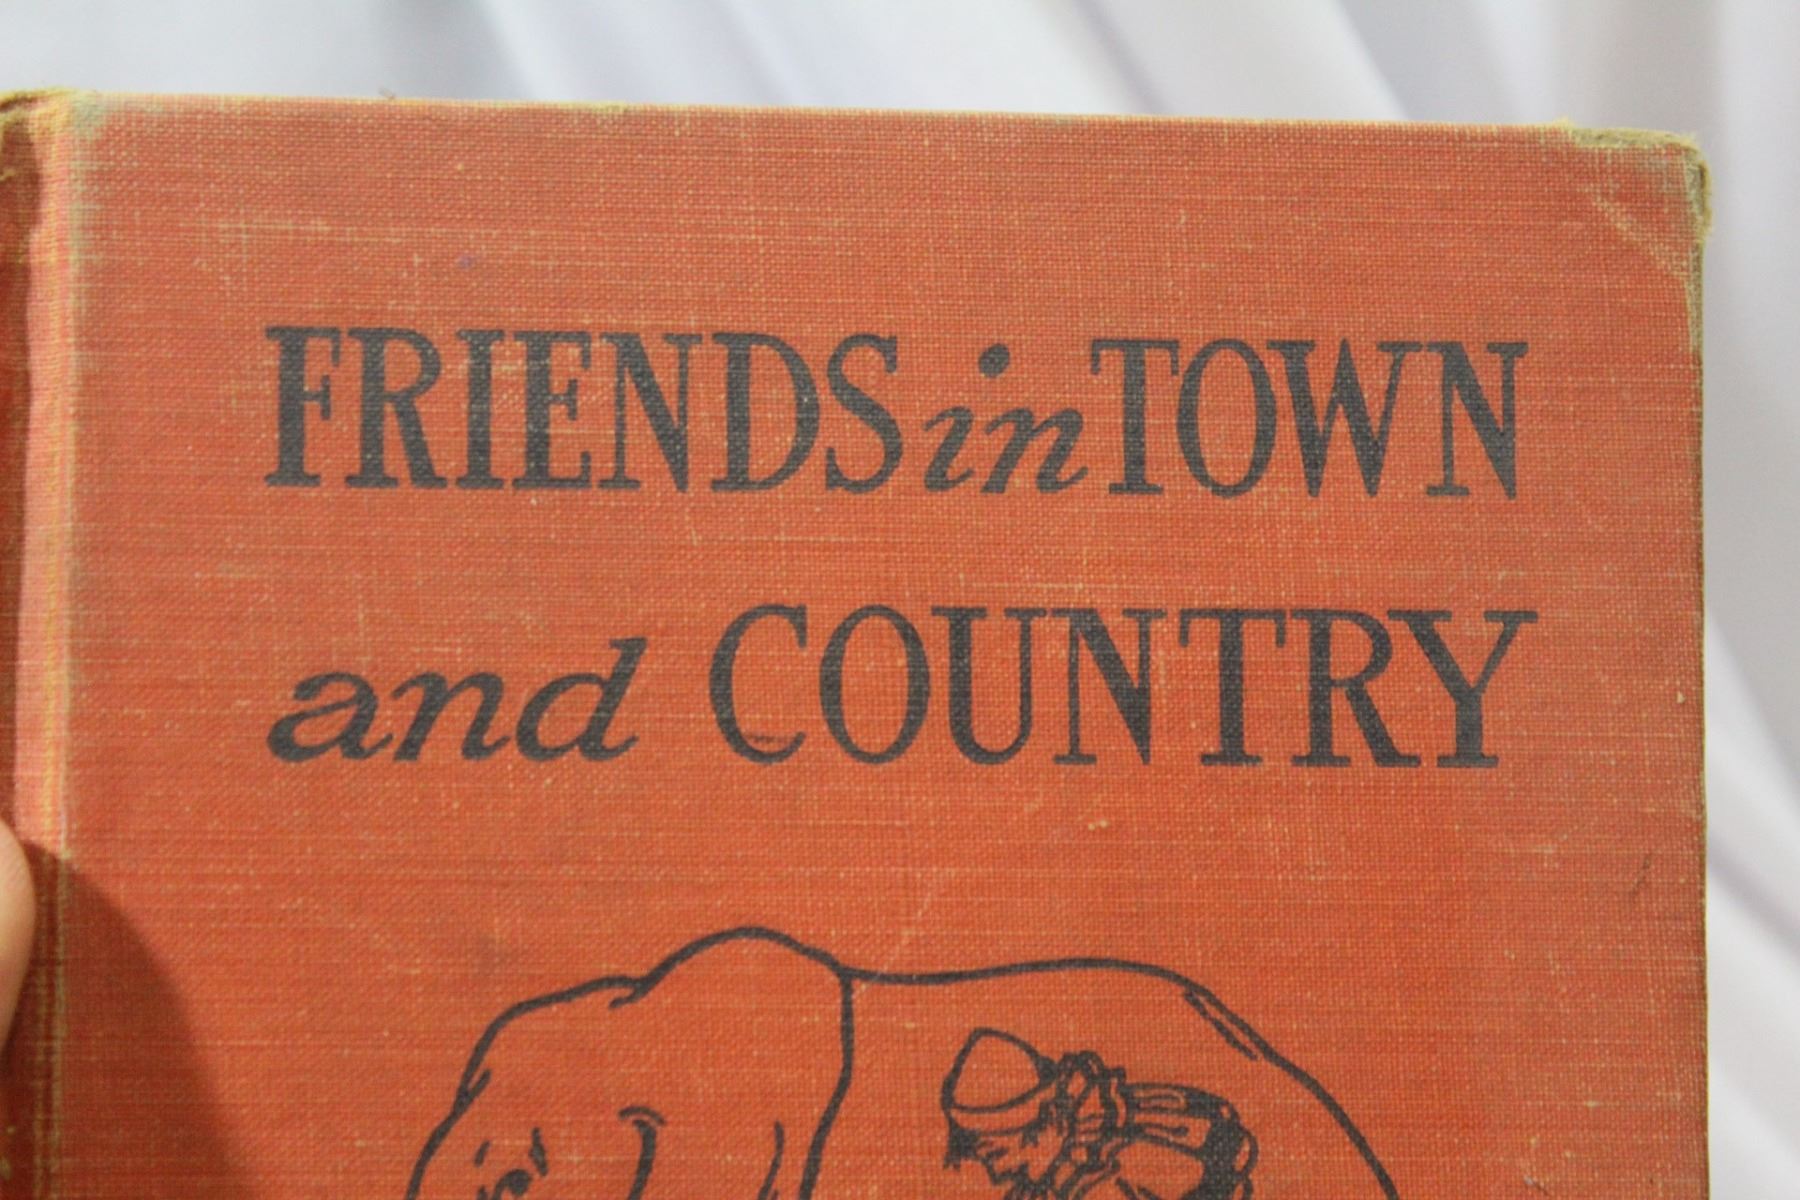 FRIENDS in TOWN
and COUNTRY